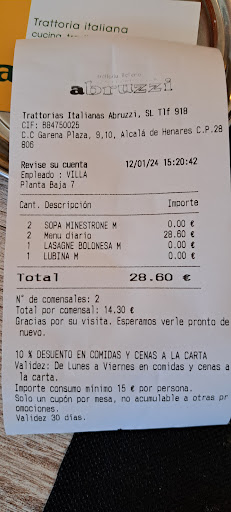 Trattoria italiana
abruzzi
Trattorias Italianas Abruzzi, SL Tlf 918
CIF: B84750025
C.C Garena Plaza, 9,10, Alcalá de Henares C.P.28
806
Revise su cuenta 12/01/24 15:20:42
Empleado : VILLA
Planta Baja 7
Cant. Descripción Importe
2 SOPA MINESTRONE M 0.00 €
2 Menu diario 28.60 €
1 LASAGNE BOLONESA M 0.00 €
1 LUBINA M 0.00 €
Total 28.60 €
N° de comensales: 2
Total por comensal: 14.30 €
Gracias por su visita. Esperamos verle pronto de
nuevo.
10 % DESUENTO EN COMIDAS Y CENAS A LA CARTA
Validez: De Lunes a Viernes en comidas y cenas a
la carta.
Importe consumo mínimo 15 € por persona.
Solo un cupón por mesa, no acumulable a otras pr
omociones.
Validez 30 dias.